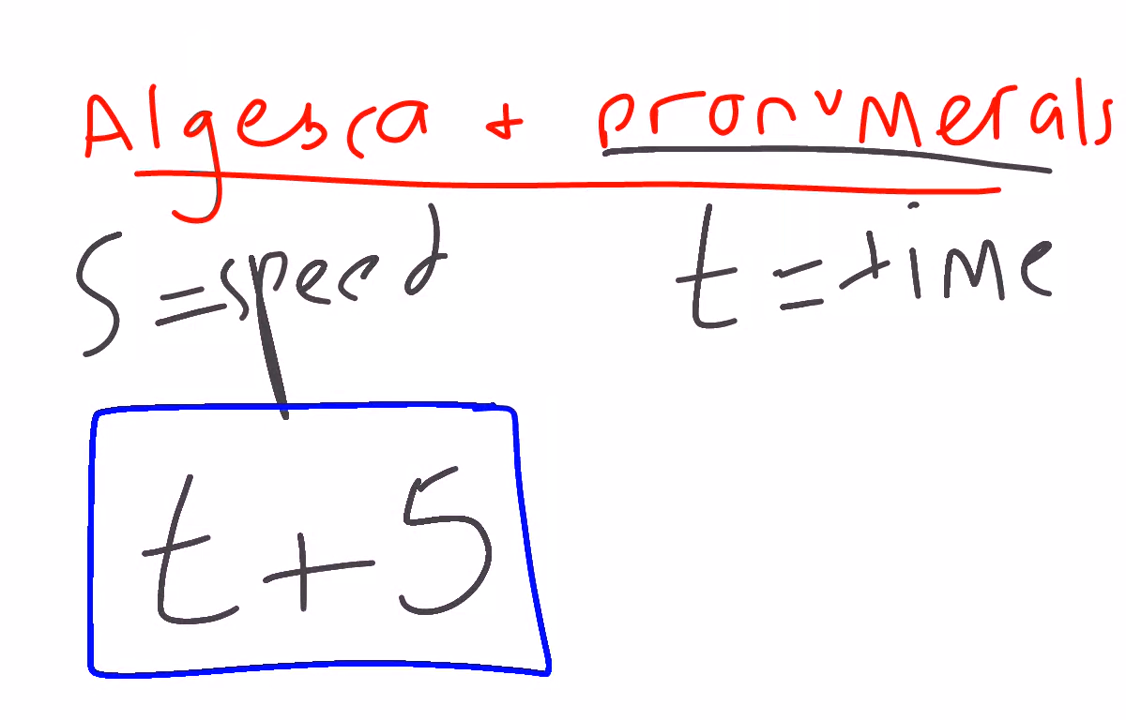 Algebra + pronumerals
S = speed t = time
t + 5